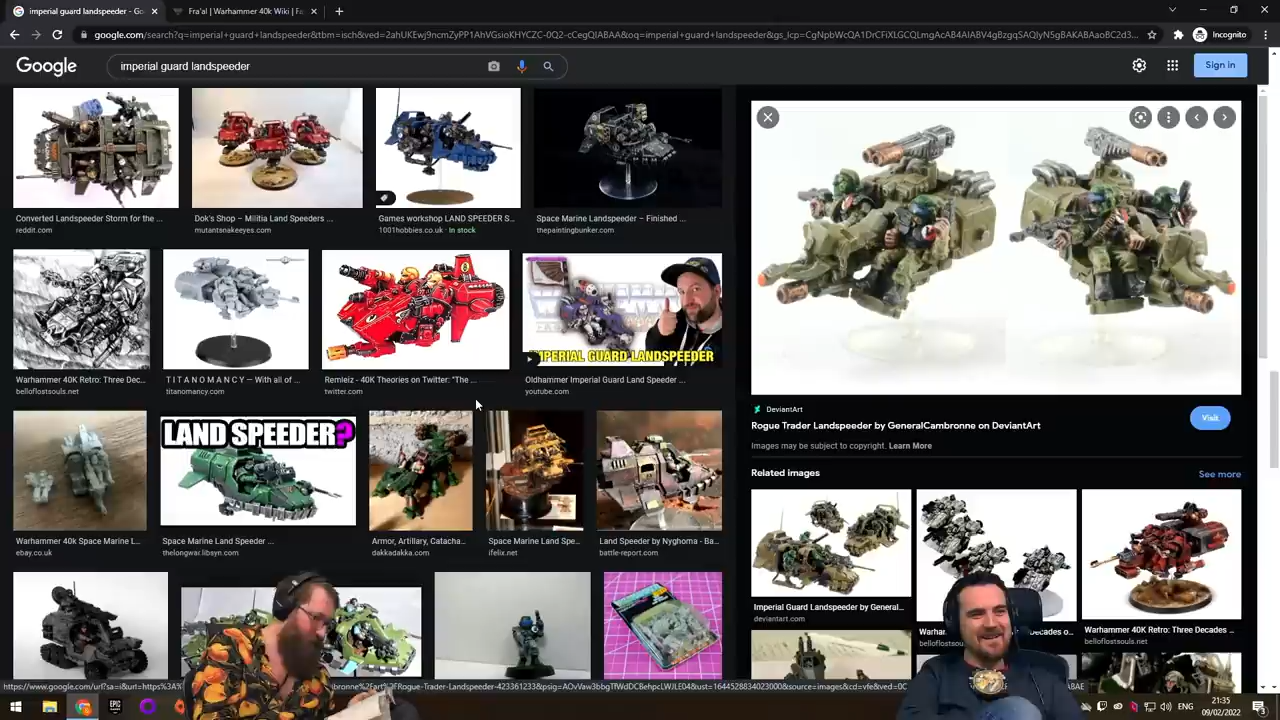 imperial guard landspeeder - Go
Fra'al | Warhammer 40k Wiki | Fa
google.com/search?q=imperial+guard+landspeeder&tbm=isch&ved=
Incognito
Google
imperial guard landspeeder
Sign in
Converted Landspeeder Storm for the ...
reddit.com
Dok's Shop – Militia Land Speeders ...
mutantsnakeeyes.com
Games workshop LAND SPEEDER S...
1001hobbies.co.uk · In stock
Space Marine Landspeeder – Finished ...
thepaintingbunker.com
IMPERIAL GUARD LANDSPEEDER
Warhammer 40K Retro: Three Dec...
belloflostsouls.net
T I T A N O M A N C Y — With all of ...
titanomancy.com
Remleiz - 40K Theories on Twitter: "The ...
twitter.com
Oldhammer Imperial Guard Land Speeder ...
youtube.com
DeviantArt
Rogue Trader Landspeeder by GeneralCambronne on DeviantArt
Visit
Images may be subject to copyright. Learn More
Related images
See more
LAND SPEEDER?
Warhammer 40k Space Marine L...
ebay.co.uk
Space Marine Landspeeder ...
thelongwar.libsyn.com
Armor, Artillery, Catacha...
dakkadakka.com
Space Marine Land Spe...
ifelix.net
Land Speeder by Nyghoma - Ba...
battle-report.com
Imperial Guard Landspeeder by General...
deviantart.com
Warhammer 40K Retro: Three Decades ...
belloflostsouls.net
ENG
21:35
09/02/2022